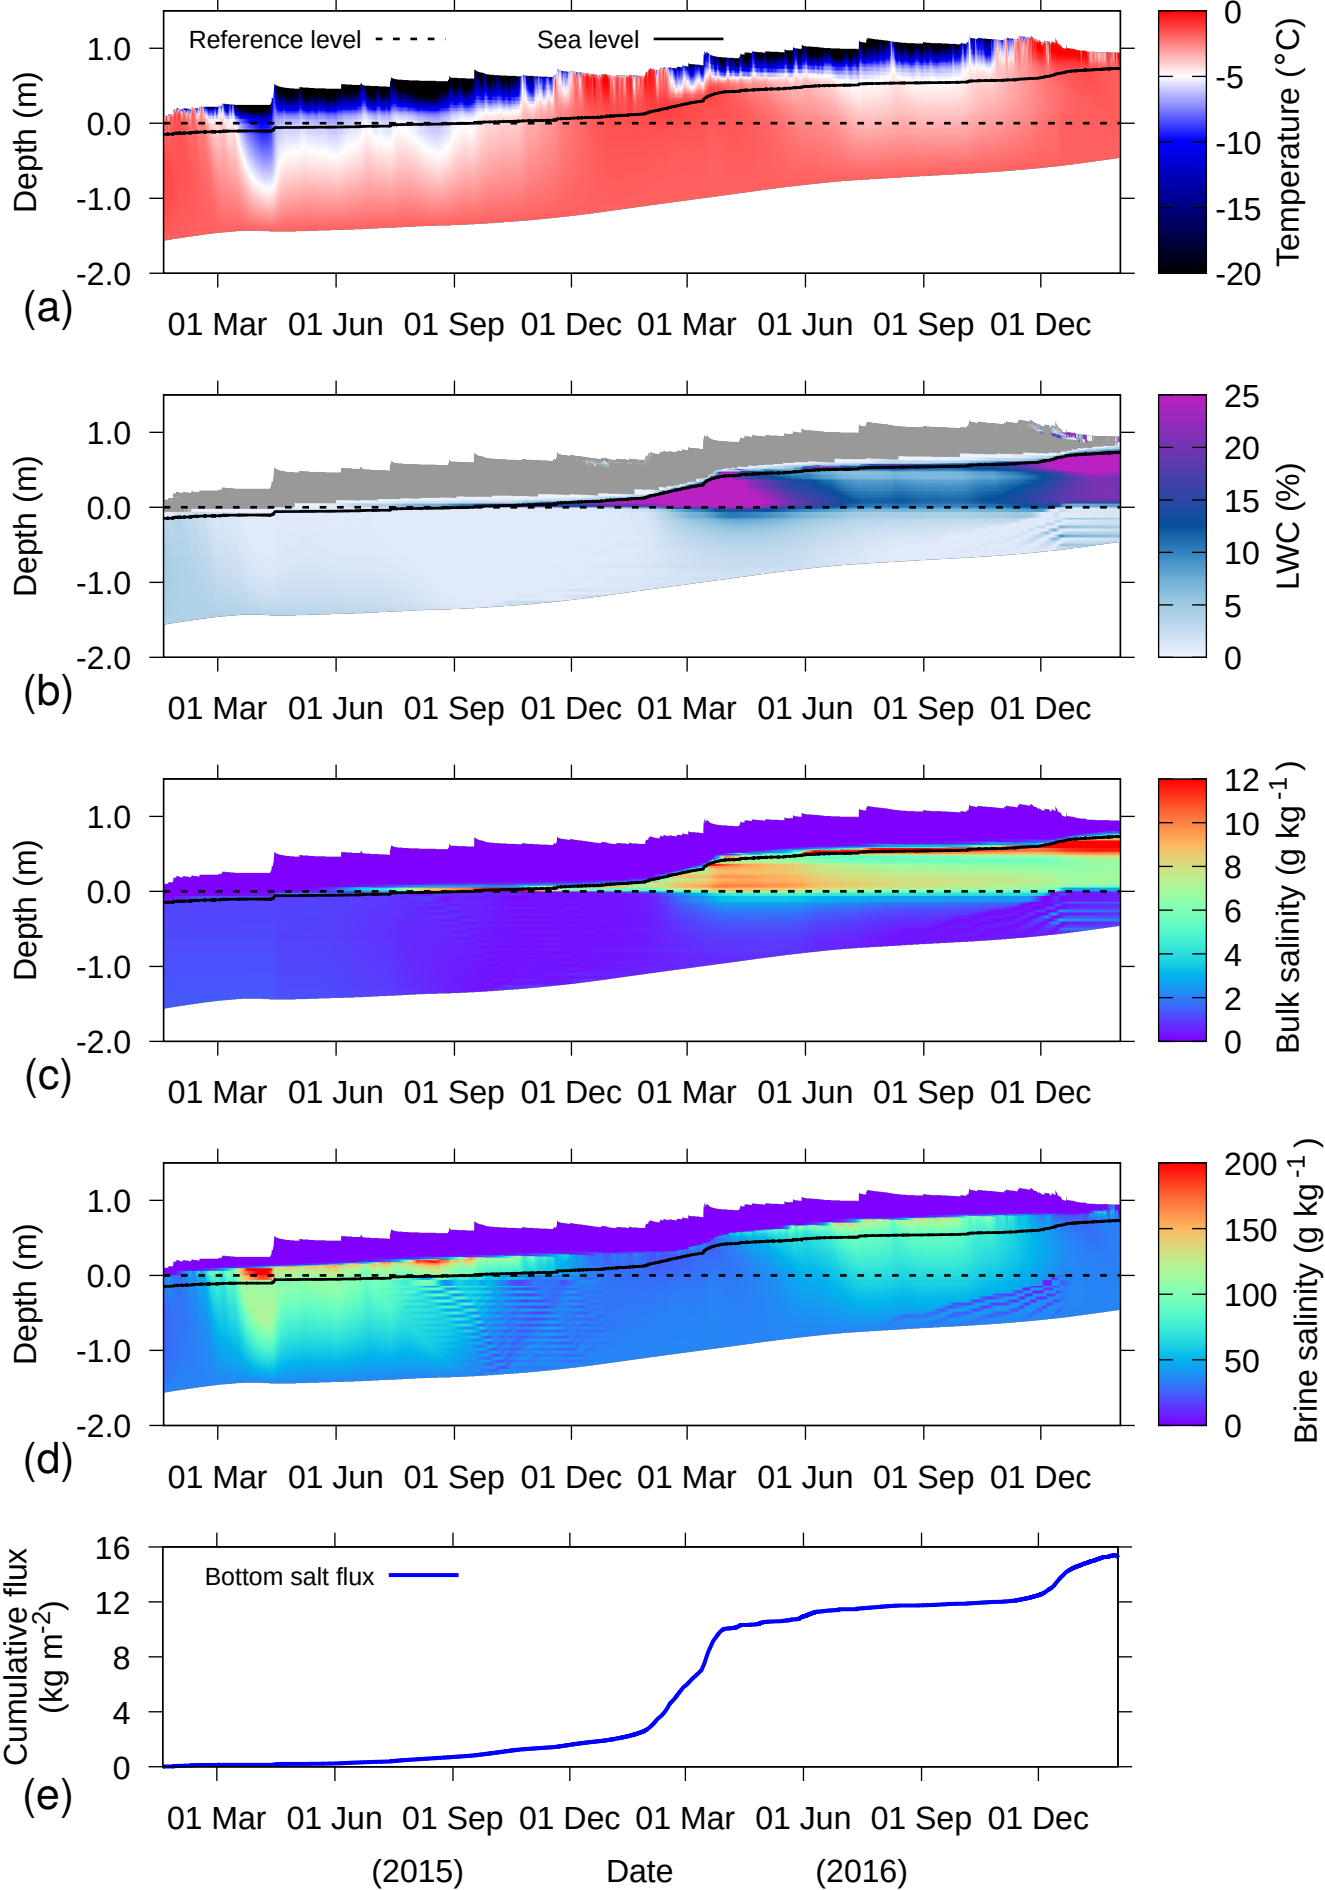 Reference level
Sea level
Depth (m)
1.0
0.0
-1.0
-2.0
0
-5
-10
-15
-20
Temperature (°C)
(a)
01 Mar 01 Jun 01 Sep 01 Dec 01 Mar 01 Jun 01 Sep 01 Dec
Depth (m)
1.0
0.0
-1.0
-2.0
25
20
15
10
5
0
LWC (%)
(b)
01 Mar 01 Jun 01 Sep 01 Dec 01 Mar 01 Jun 01 Sep 01 Dec
Depth (m)
1.0
0.0
-1.0
-2.0
12
10
8
6
4
2
0
Bulk salinity (g kg⁻¹)
(c)
01 Mar 01 Jun 01 Sep 01 Dec 01 Mar 01 Jun 01 Sep 01 Dec
Depth (m)
1.0
0.0
-1.0
-2.0
200
150
100
50
0
Brine salinity (g kg⁻¹)
(d)
01 Mar 01 Jun 01 Sep 01 Dec 01 Mar 01 Jun 01 Sep 01 Dec
Cumulative flux
(kg m⁻²)
16
12
8
4
0
Bottom salt flux
(e)
01 Mar 01 Jun 01 Sep 01 Dec 01 Mar 01 Jun 01 Sep 01 Dec
(2015) Date (2016)